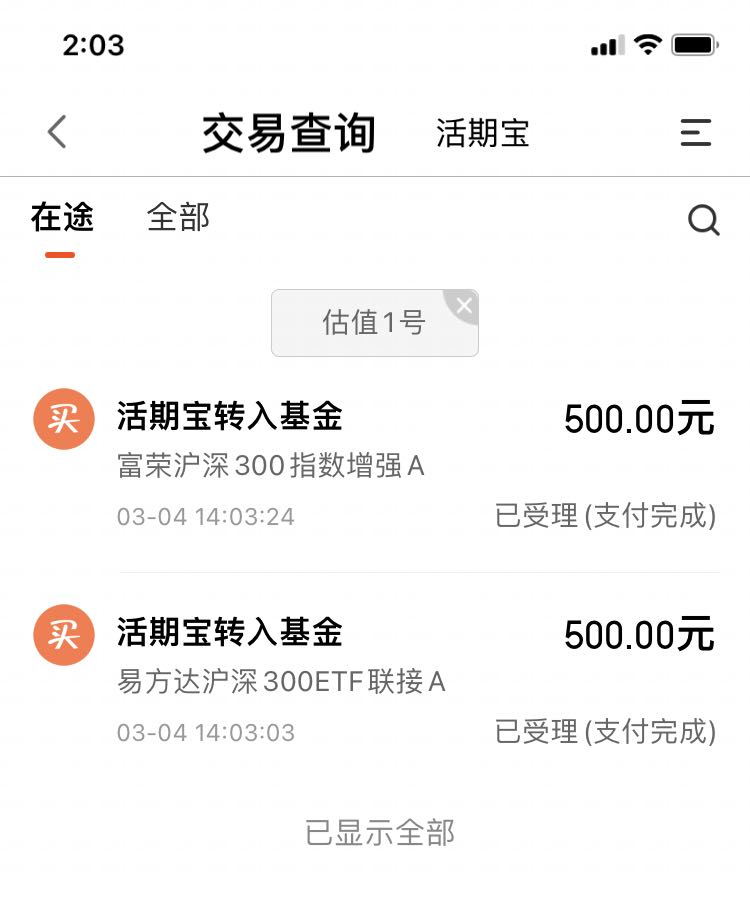 2:03
交易查询 活期宝
在途 全部
估值1号
买 活期宝转入基金 500.00元
富荣沪深300指数增强A
03-04 14:03:24 已受理(支付完成)
买 活期宝转入基金 500.00元
易方达沪深300ETF联接A
03-04 14:03:03 已受理(支付完成)
已显示全部